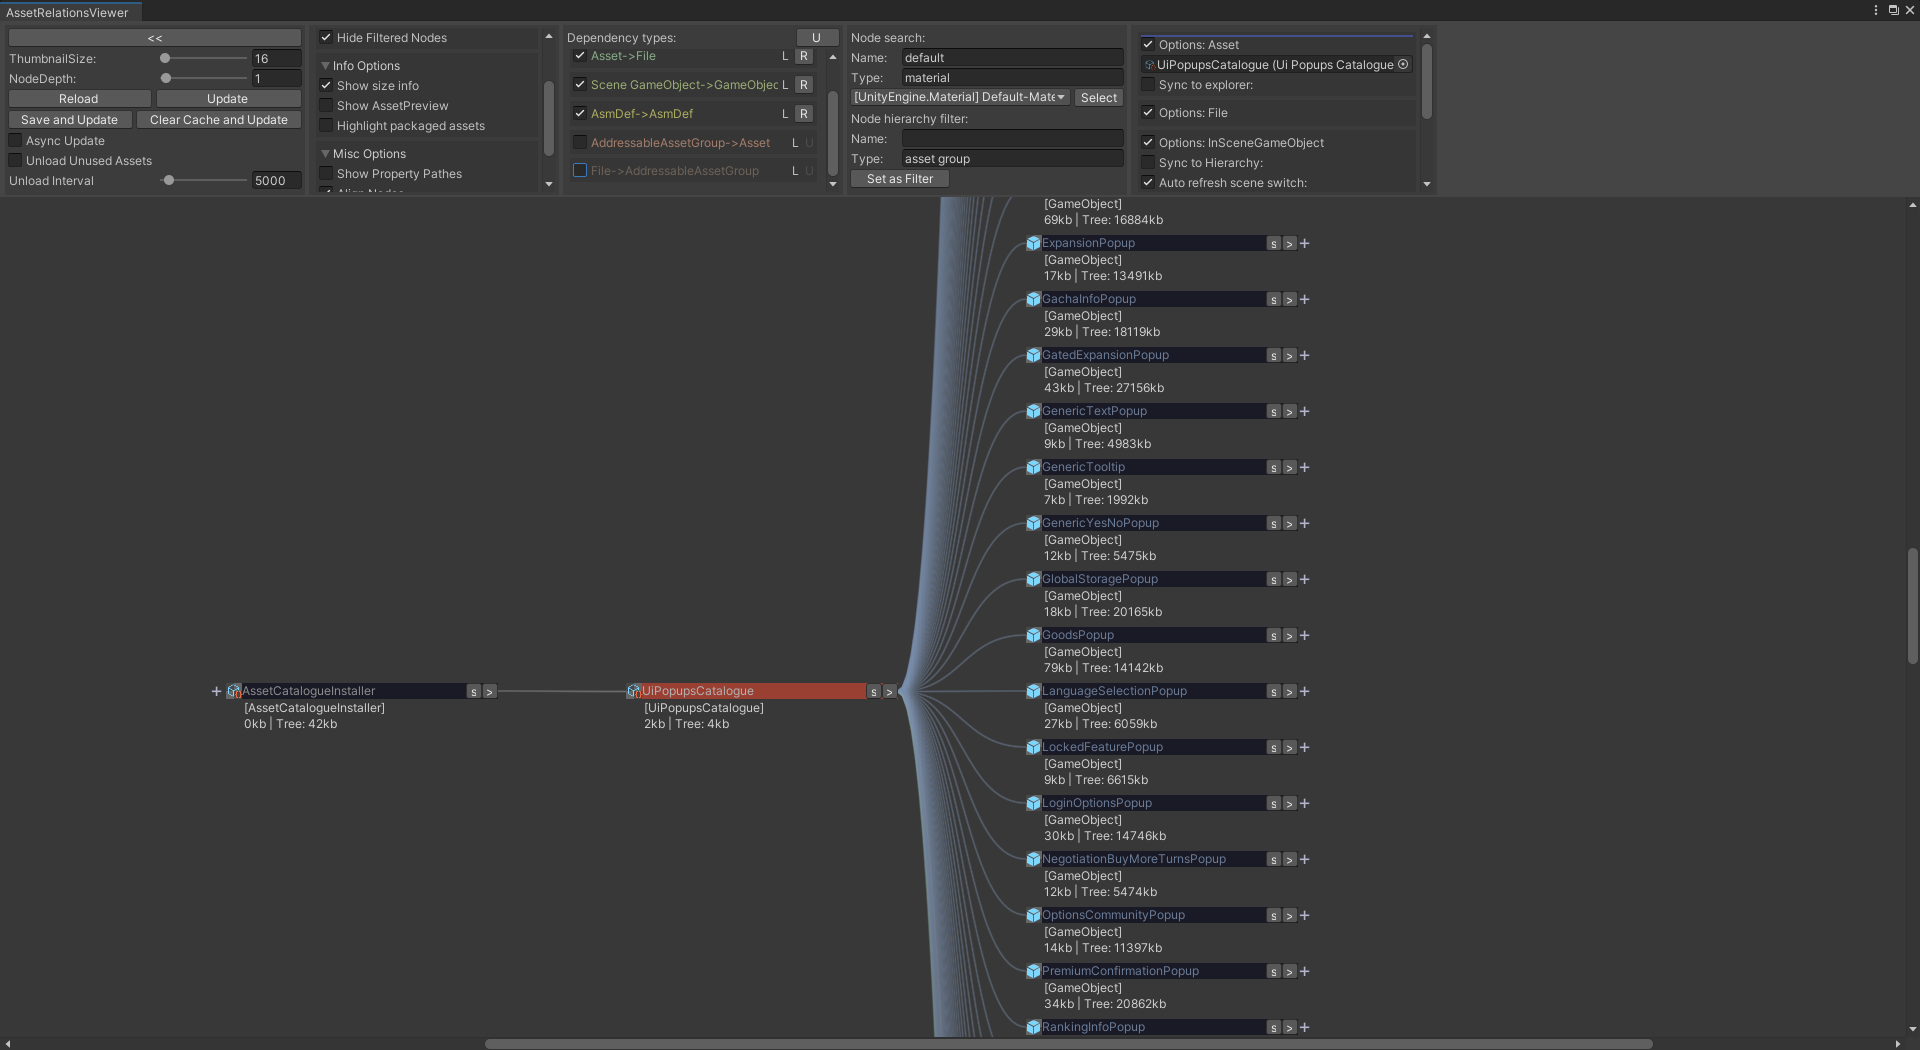 AssetRelationsViewer
<<
ThumbnailSize: 16
NodeDepth: 1
Reload Update
Save and Update Clear Cache and Update
Async Update
Unload Unused Assets
Unload Interval 5000
Hide Filtered Nodes
Info Options
Show size info
Show AssetPreview
Highlight packaged assets
Misc Options
Show Property Pathes
Align Nodes
Dependency types: U
Asset->File L R
Scene GameObject->GameObjec L R
AsmDef->AsmDef L R
AddressableAssetGroup->Asset L U
File->AddressableAssetGroup L U
Node search:
Name: default
Type: material
[UnityEngine.Material] Default-Mate Select
Node hierarchy filter:
Name:
Type: asset group
Set as Filter
Options: Asset
UiPopupsCatalogue (Ui Popups Catalogue
Sync to explorer:
Options: File
Options: InSceneGameObject
Sync to Hierarchy:
Auto refresh scene switch:
+ AssetCatalogueInstaller s >
[AssetCatalogueInstaller]
0kb | Tree: 42kb
UiPopupsCatalogue s >
[UiPopupsCatalogue]
2kb | Tree: 4kb
[GameObject]
69kb | Tree: 16884kb
ExpansionPopup s > +
[GameObject]
17kb | Tree: 13491kb
GachaInfoPopup s > +
[GameObject]
29kb | Tree: 18119kb
GatedExpansionPopup s > +
[GameObject]
43kb | Tree: 27156kb
GenericTextPopup s > +
[GameObject]
9kb | Tree: 4983kb
GenericTooltip s > +
[GameObject]
7kb | Tree: 1992kb
GenericYesNoPopup s > +
[GameObject]
12kb | Tree: 5475kb
GlobalStoragePopup s > +
[GameObject]
18kb | Tree: 20165kb
GoodsPopup s > +
[GameObject]
79kb | Tree: 14142kb
LanguageSelectionPopup s > +
[GameObject]
27kb | Tree: 6059kb
LockedFeaturePopup s > +
[GameObject]
9kb | Tree: 6615kb
LoginOptionsPopup s > +
[GameObject]
30kb | Tree: 14746kb
NegotiationBuyMoreTurnsPopup s > +
[GameObject]
12kb | Tree: 5474kb
OptionsCommunityPopup s > +
[GameObject]
14kb | Tree: 11397kb
PremiumConfirmationPopup s > +
[GameObject]
34kb | Tree: 20862kb
RankingInfoPopup s > +